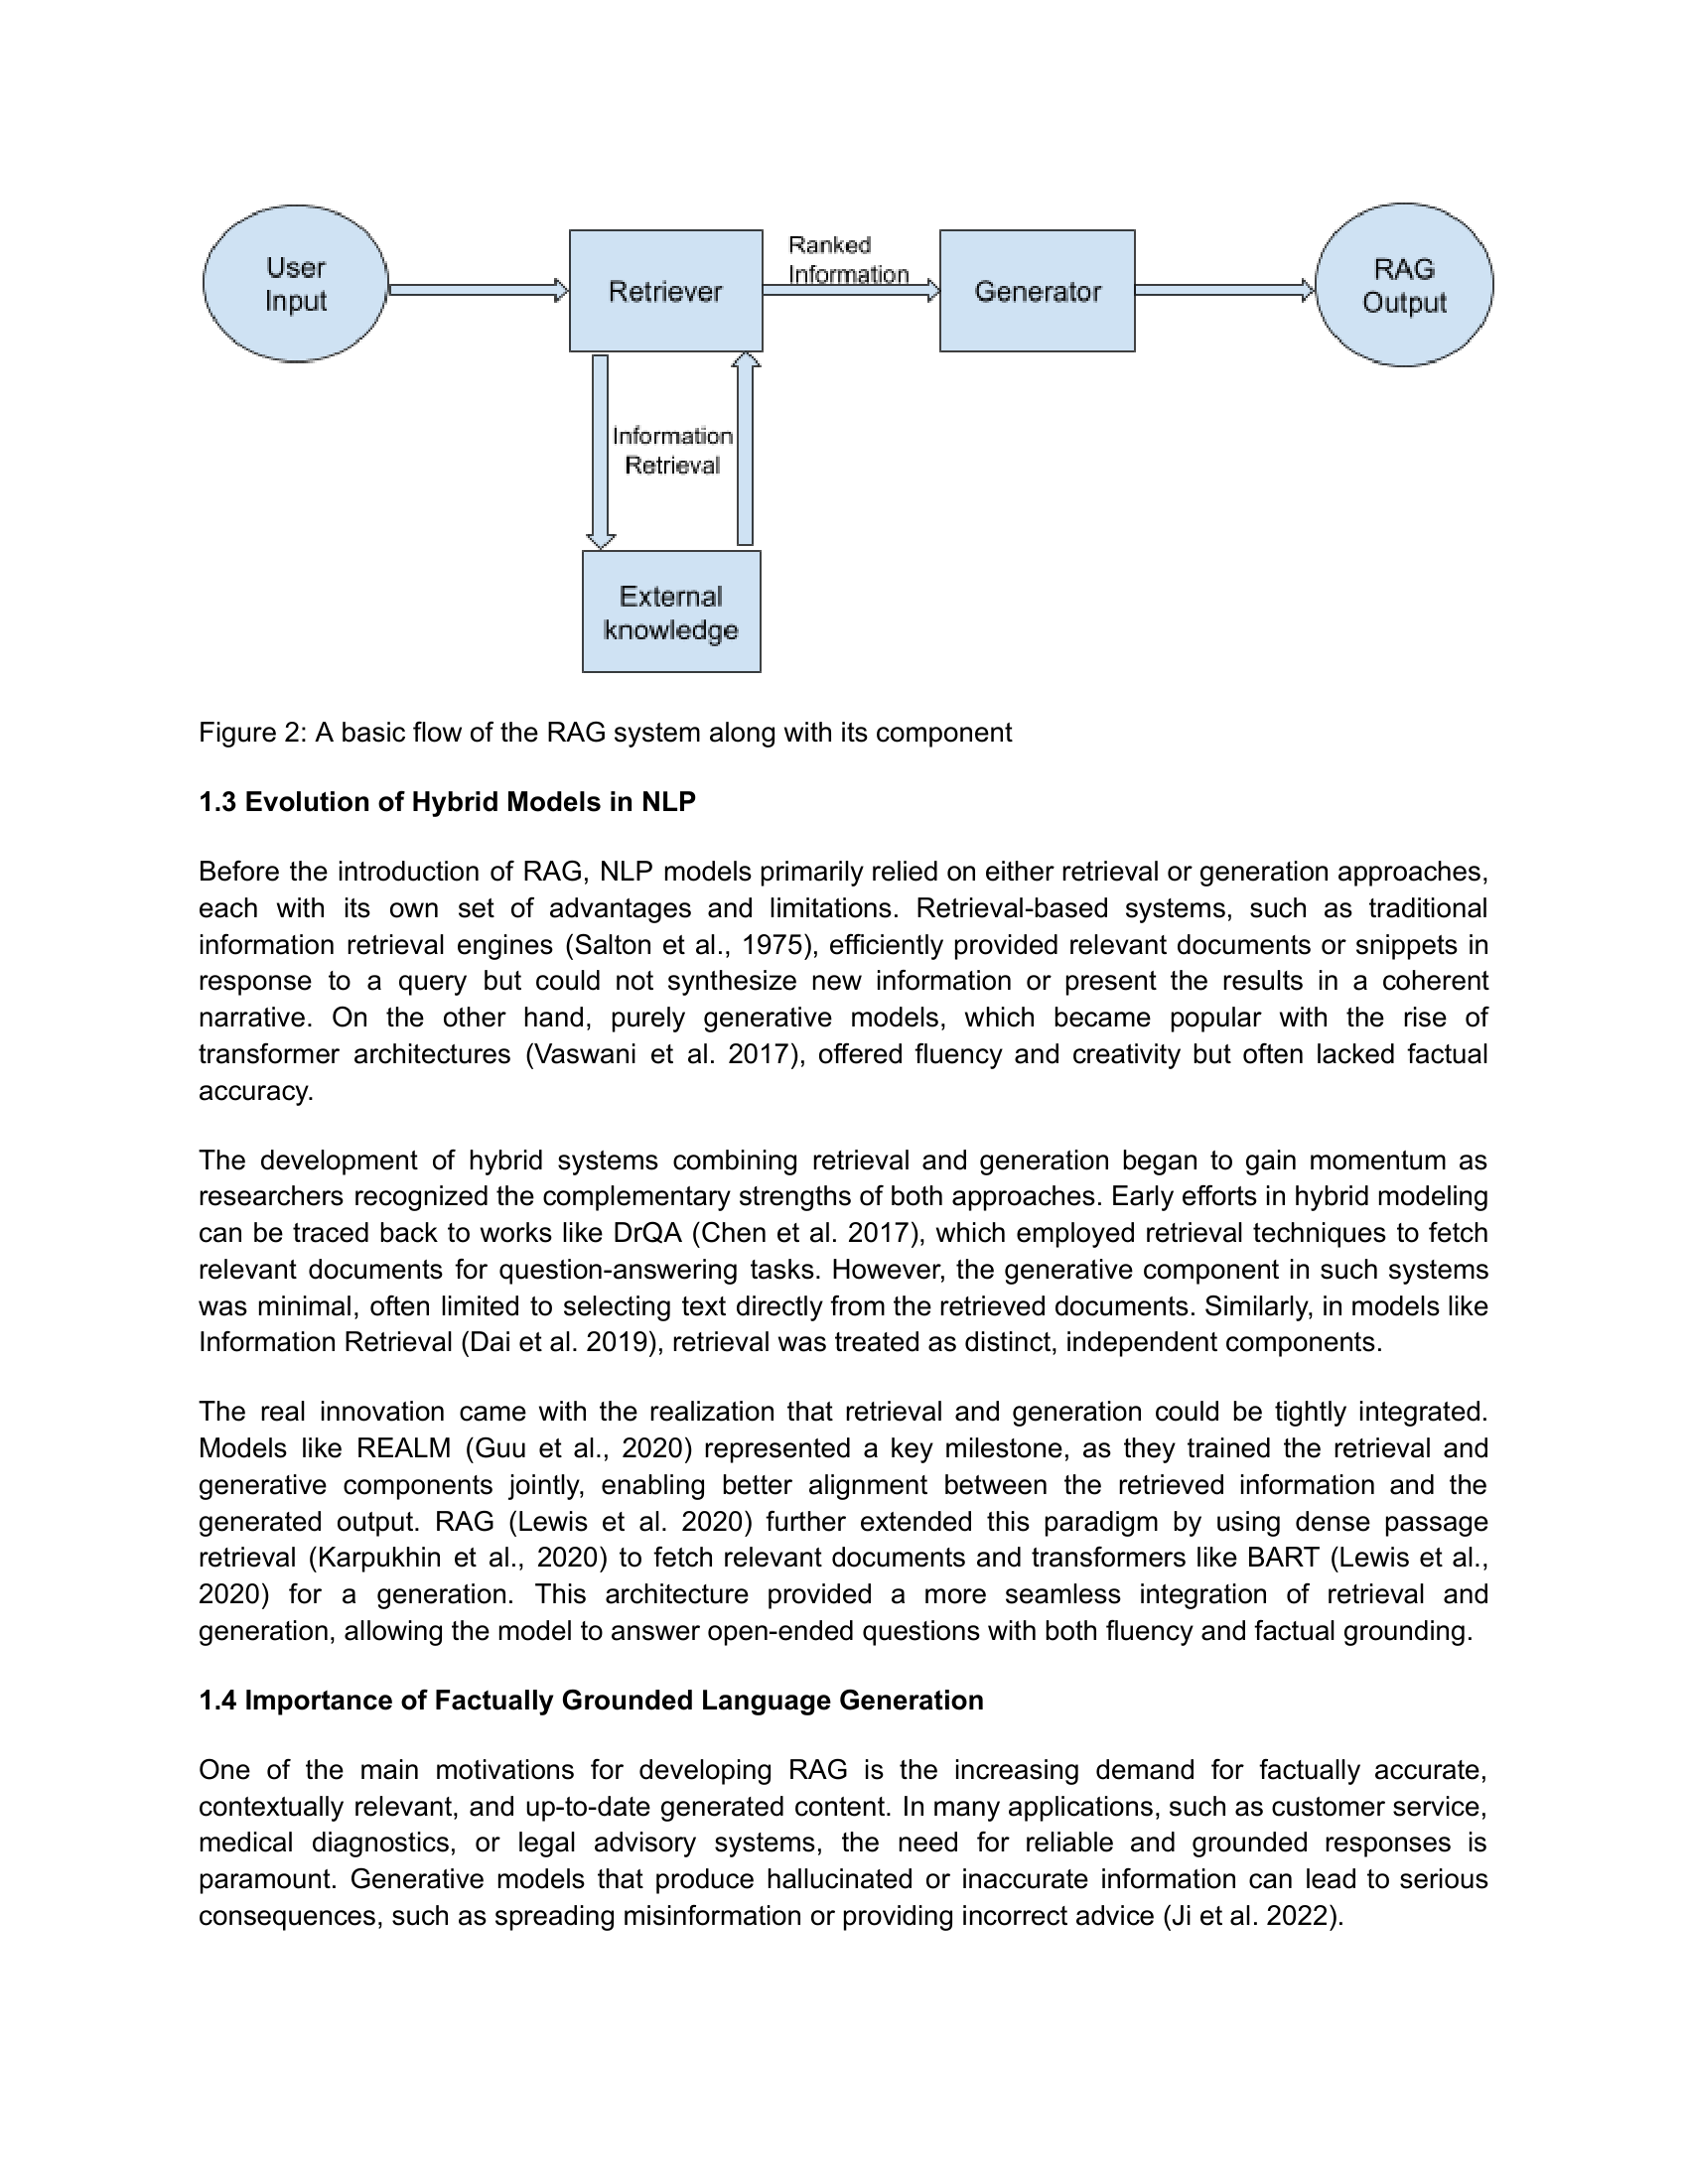 User
Input
Retriever
Ranked
Information
Generator
RAG
Output
Information
Retrieval
External
knowledge
Figure 2: A basic flow of the RAG system along with its component
1.3 Evolution of Hybrid Models in NLP
Before the introduction of RAG, NLP models primarily relied on either retrieval or generation approaches,
each with its own set of advantages and limitations. Retrieval-based systems, such as traditional
information retrieval engines (Salton et al., 1975), efficiently provided relevant documents or snippets in
response to a query but could not synthesize new information or present the results in a coherent
narrative. On the other hand, purely generative models, which became popular with the rise of
transformer architectures (Vaswani et al. 2017), offered fluency and creativity but often lacked factual
accuracy.
The development of hybrid systems combining retrieval and generation began to gain momentum as
researchers recognized the complementary strengths of both approaches. Early efforts in hybrid modeling
can be traced back to works like DrQA (Chen et al. 2017), which employed retrieval techniques to fetch
relevant documents for question-answering tasks. However, the generative component in such systems
was minimal, often limited to selecting text directly from the retrieved documents. Similarly, in models like
Information Retrieval (Dai et al. 2019), retrieval was treated as distinct, independent components.
The real innovation came with the realization that retrieval and generation could be tightly integrated.
Models like REALM (Guu et al., 2020) represented a key milestone, as they trained the retrieval and
generative components jointly, enabling better alignment between the retrieved information and the
generated output. RAG (Lewis et al. 2020) further extended this paradigm by using dense passage
retrieval (Karpukhin et al., 2020) to fetch relevant documents and transformers like BART (Lewis et al.,
2020) for a generation. This architecture provided a more seamless integration of retrieval and
generation, allowing the model to answer open-ended questions with both fluency and factual grounding.
1.4 Importance of Factually Grounded Language Generation
One of the main motivations for developing RAG is the increasing demand for factually accurate,
contextually relevant, and up-to-date generated content. In many applications, such as customer service,
medical diagnostics, or legal advisory systems, the need for reliable and grounded responses is
paramount. Generative models that produce hallucinated or inaccurate information can lead to serious
consequences, such as spreading misinformation or providing incorrect advice (Ji et al. 2022).